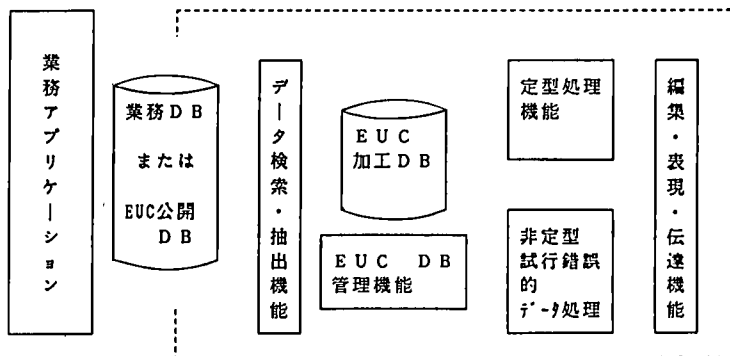 業務アプリケーション
業務DB
または
EUC公開
DB
データ検索・抽出機能
EUC
加工DB
EUC DB
管理機能
定型処理
機能
非定型
試行錯誤
的
データ処理
編集・表現・伝達機能